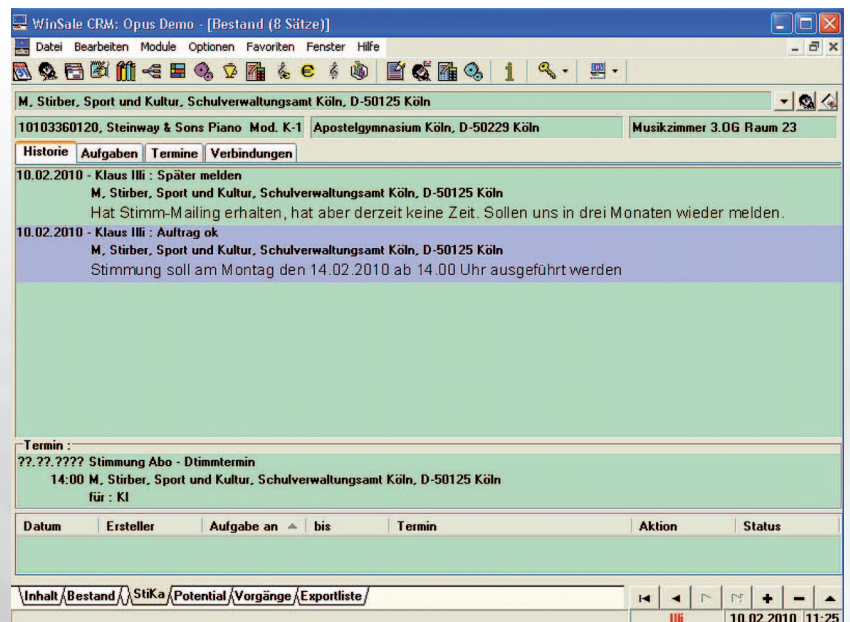 WinSale CRM: Opus Demo - [Bestand (8 Sätze)]
Datei Bearbeiten Module Optionen Favoriten Fenster Hilfe
M, Stirber, Sport und Kultur, Schulverwaltungsamt Köln, D-50125 Köln
10103360120, Steinway & Sons Piano Mod. K-1 Apostelgymnasium Köln, D-50229 Köln Musikzimmer 3.OG Raum 23
Historie Aufgaben Termine Verbindungen
10.02.2010 - Klaus Illi : Später melden
M, Stirber, Sport und Kultur, Schulverwaltungsamt Köln, D-50125 Köln
Hat Stimm-Mailing erhalten, hat aber derzeit keine Zeit. Sollen uns in drei Monaten wieder melden.
10.02.2010 - Klaus Illi : Auftrag ok
M, Stirber, Sport und Kultur, Schulverwaltungsamt Köln, D-50125 Köln
Stimmung soll am Montag den 14.02.2010 ab 14.00 Uhr ausgeführt werden
Termin :
??.??.???? Stimmung Abo - Dtimmtermin
14:00 M, Stirber, Sport und Kultur, Schulverwaltungsamt Köln, D-50125 Köln
für : KI
Datum Ersteller Aufgabe an bis Termin Aktion Status
Inhalt Bestand StiKa Potential Vorgänge Exportliste
Illi 10.02.2010 11:25